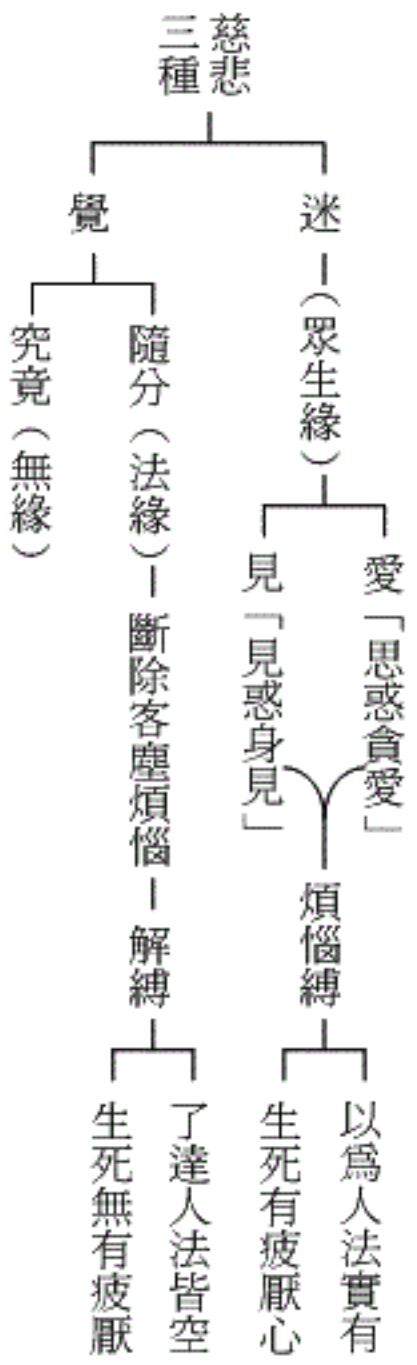 慈悲
三種
迷
（眾生緣）
愛「思惑貪愛」
見「見惑身見」
煩惱縛
以爲人法實有
生死有疲厭心
覺
隨分（法緣）
斷除客塵煩惱
解縛
了達人法皆空
生死無有疲厭
究竟（無緣）